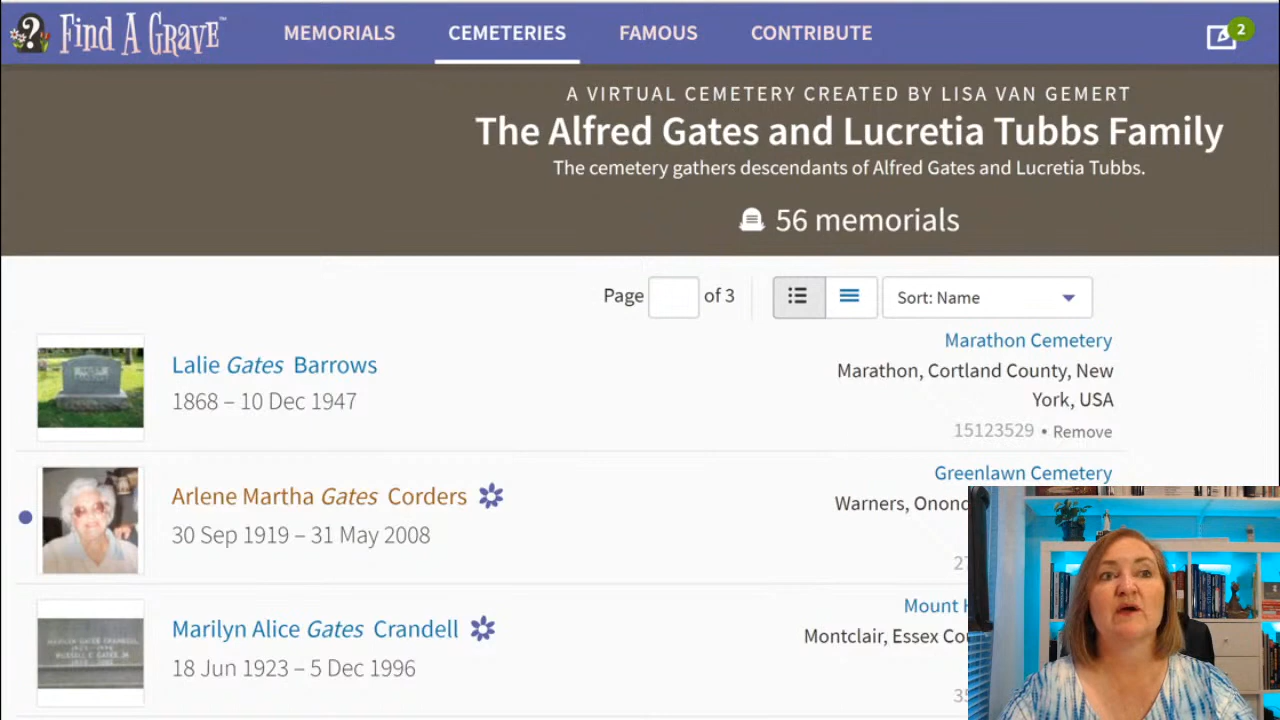 Find A Grave™
MEMORIALS CEMETERIES FAMOUS CONTRIBUTE
2
A VIRTUAL CEMETERY CREATED BY LISA VAN GEMERT
The Alfred Gates and Lucretia Tubbs Family
The cemetery gathers descendants of Alfred Gates and Lucretia Tubbs.
56 memorials
Page of 3
Sort: Name
Lalie Gates Barrows
1868 – 10 Dec 1947
Marathon Cemetery
Marathon, Cortland County, New
York, USA
15123529 • Remove
Arlene Martha Gates Corders
30 Sep 1919 – 31 May 2008
Greenlawn Cemetery
Warners,
Marilyn Alice Gates Crandell
18 Jun 1923 – 5 Dec 1996
Mount
Montclair, Essex